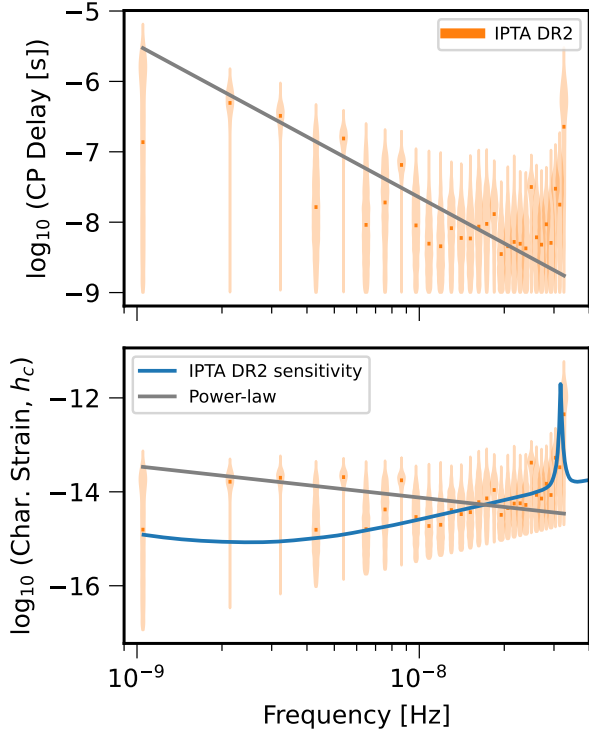 −5
−6
−7
−8
−9
log₁₀ (CP Delay [s])
IPTA DR2
−12
−14
−16
log₁₀ (Char. Strain, h_c)
IPTA DR2 sensitivity
Power-law
10⁻⁹
10⁻⁸
Frequency [Hz]